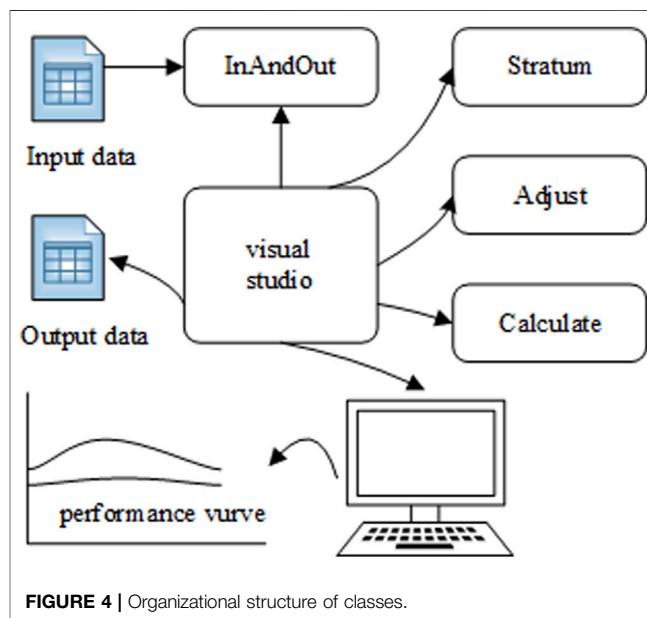 InAndOut
Stratum
Input data
Adjust
visual
studio
Calculate
Output data
performance vurve
FIGURE 4 | Organizational structure of classes.